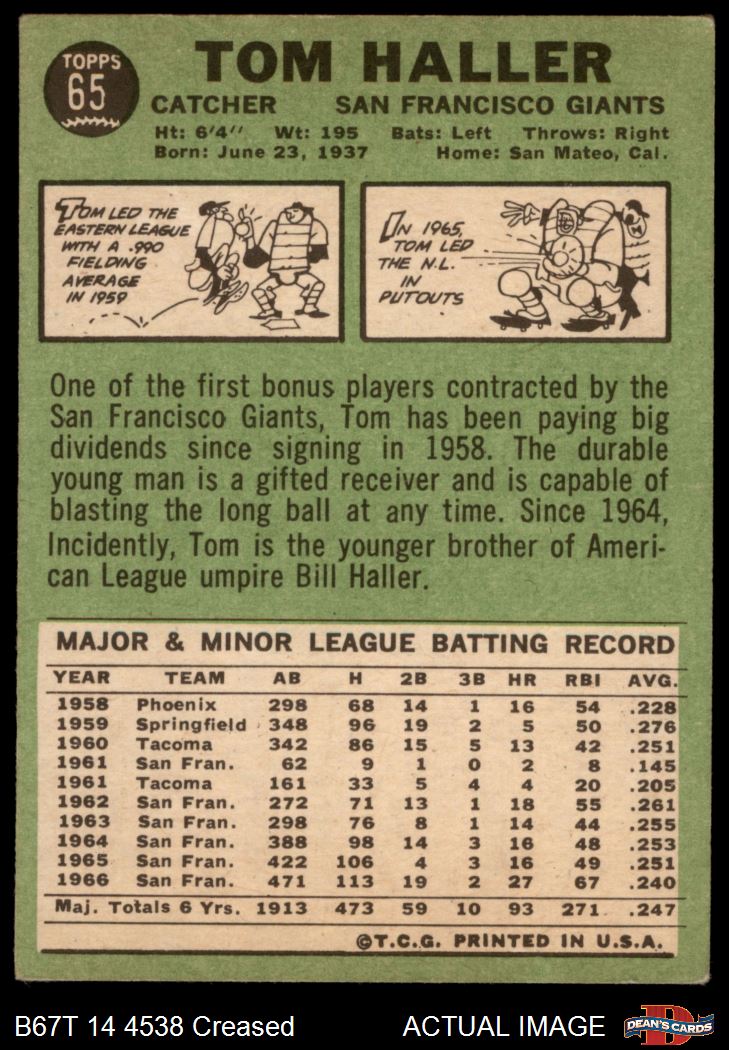 TOPPS
65
TOM HALLER
CATCHER SAN FRANCISCO GIANTS
Ht: 6'4" Wt: 195 Bats: Left Throws: Right
Born: June 23, 1937 Home: San Mateo, Cal.
TOM LED THE
EASTERN LEAGUE
WITH A .990
FIELDING
AVERAGE
IN 1959
IN 1965,
TOM LED
THE N.L.
IN
PUTOUTS
One of the first bonus players contracted by the
San Francisco Giants, Tom has been paying big
dividends since signing in 1958. The durable
young man is a gifted receiver and is capable of
blasting the long ball at any time. Since 1964,
Incidently, Tom is the younger brother of Ameri-
can League umpire Bill Haller.
MAJOR & MINOR LEAGUE BATTING RECORD
YEAR TEAM AB H 2B 3B HR RBI AVG.
1958 Phoenix 298 68 14 1 16 54 .228
1959 Springfield 348 96 19 2 5 50 .276
1960 Tacoma 342 86 15 5 13 42 .251
1961 San Fran. 62 9 1 0 2 8 .145
1961 Tacoma 161 33 5 4 4 20 .205
1962 San Fran. 272 71 13 1 18 55 .261
1963 San Fran. 298 76 8 1 14 44 .255
1964 San Fran. 388 98 14 3 16 48 .253
1965 San Fran. 422 106 4 3 16 49 .251
1966 San Fran. 471 113 19 2 27 67 .240
Maj. Totals 6 Yrs. 1913 473 59 10 93 271 .247
©T.C.G. PRINTED IN U.S.A.
B67T 14 4538 Creased ACTUAL IMAGE
D
DEAN'S CARDS